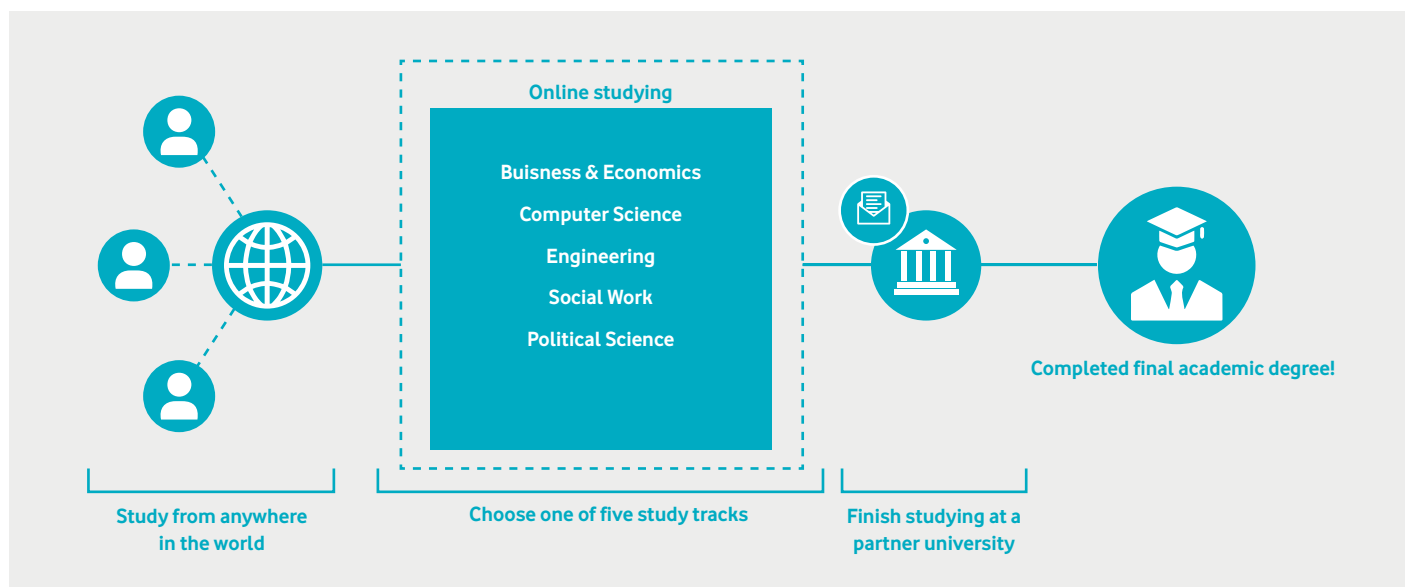 Online studying
Buisness & Economics
Computer Science
Engineering
Social Work
Political Science
Completed final academic degree!
Study from anywhere
in the world
Choose one of five study tracks
Finish studying at a
partner university